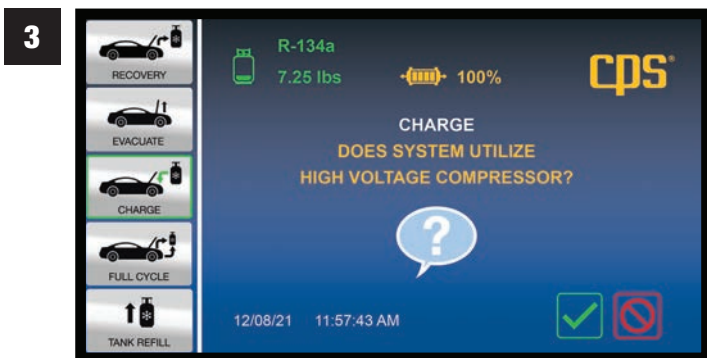 3
RECOVERY
EVACUATE
CHARGE
FULL CYCLE
TANK REFILL
R-134a
7.25 lbs
100%
CPS®
CHARGE
DOES SYSTEM UTILIZE
HIGH VOLTAGE COMPRESSOR?
?
12/08/21 11:57:43 AM